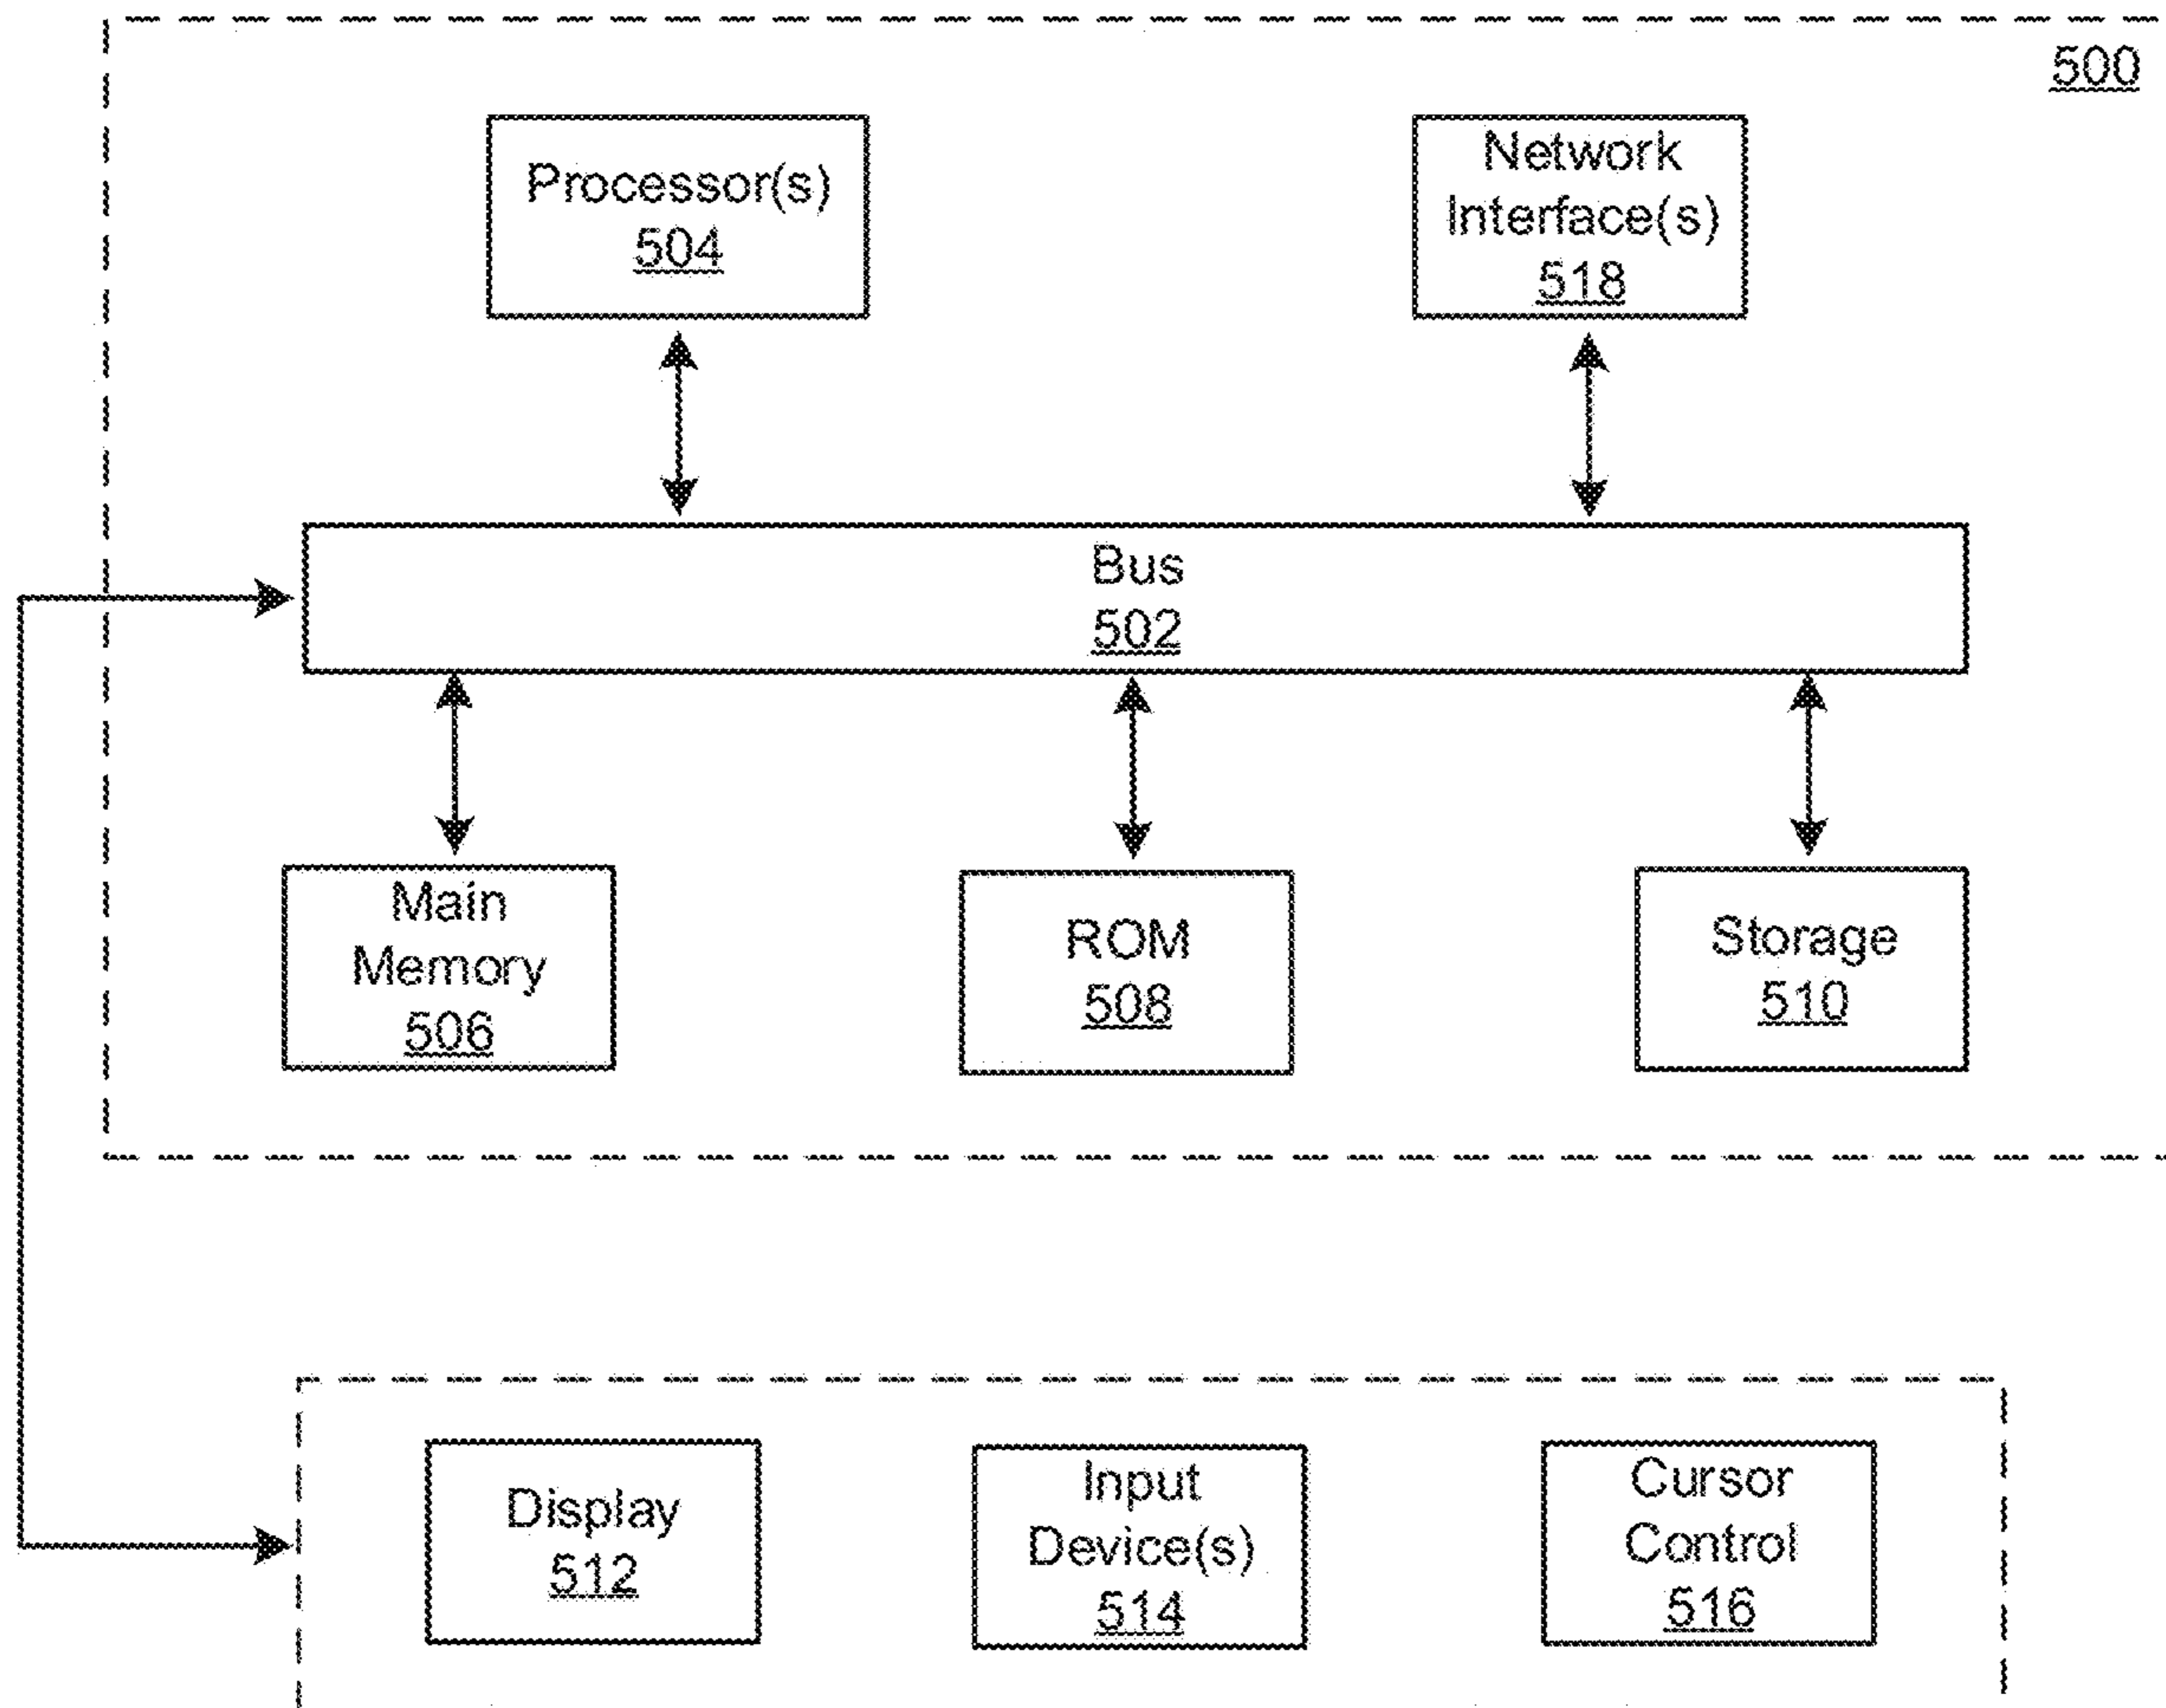 500
Processor(s)
504
Network
Interface(s)
518
Bus
502
Main
Memory
506
ROM
508
Storage
510
Display
512
Input
Device(s)
514
Cursor
Control
516